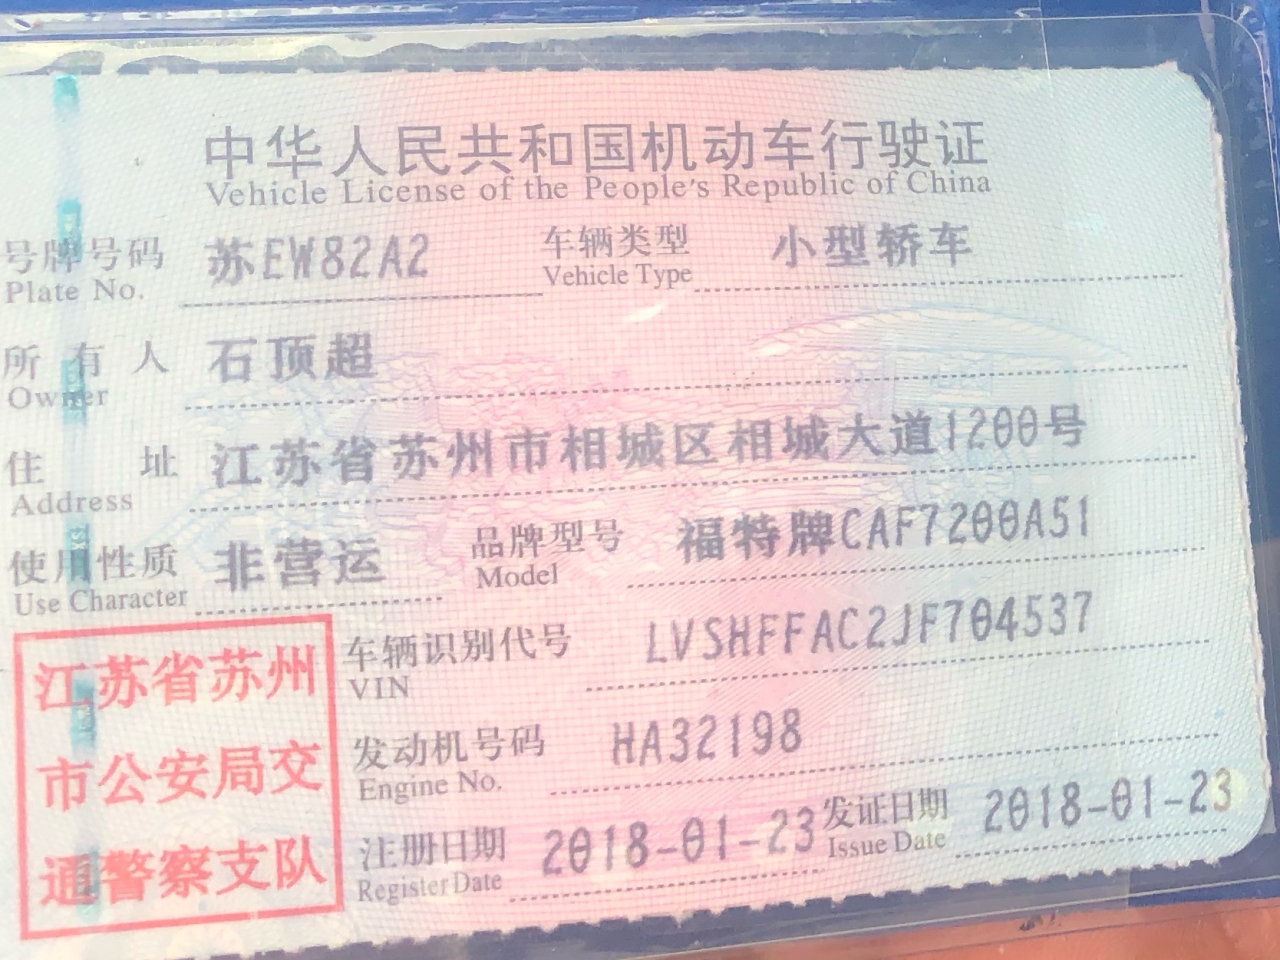 中华人民共和国机动车行驶证
Vehicle License of the People's Republic of China
号牌号码 苏EW82A2 车辆类型 小型轿车
Plate No. Vehicle Type
所有人 石顶超
Owner
住址 江苏省苏州市相城区相城大道1200号
Address
使用性质 非营运 品牌型号 福特牌CAF7200A51
Use Character Model
车辆识别代号 LVSHFFAC2JF704537
VIN
发动机号码 HA32198
Engine No.
注册日期 2018-01-23 发证日期 2018-01-23
Register Date Issue Date
江苏省苏州
市公安局交
通警察支队